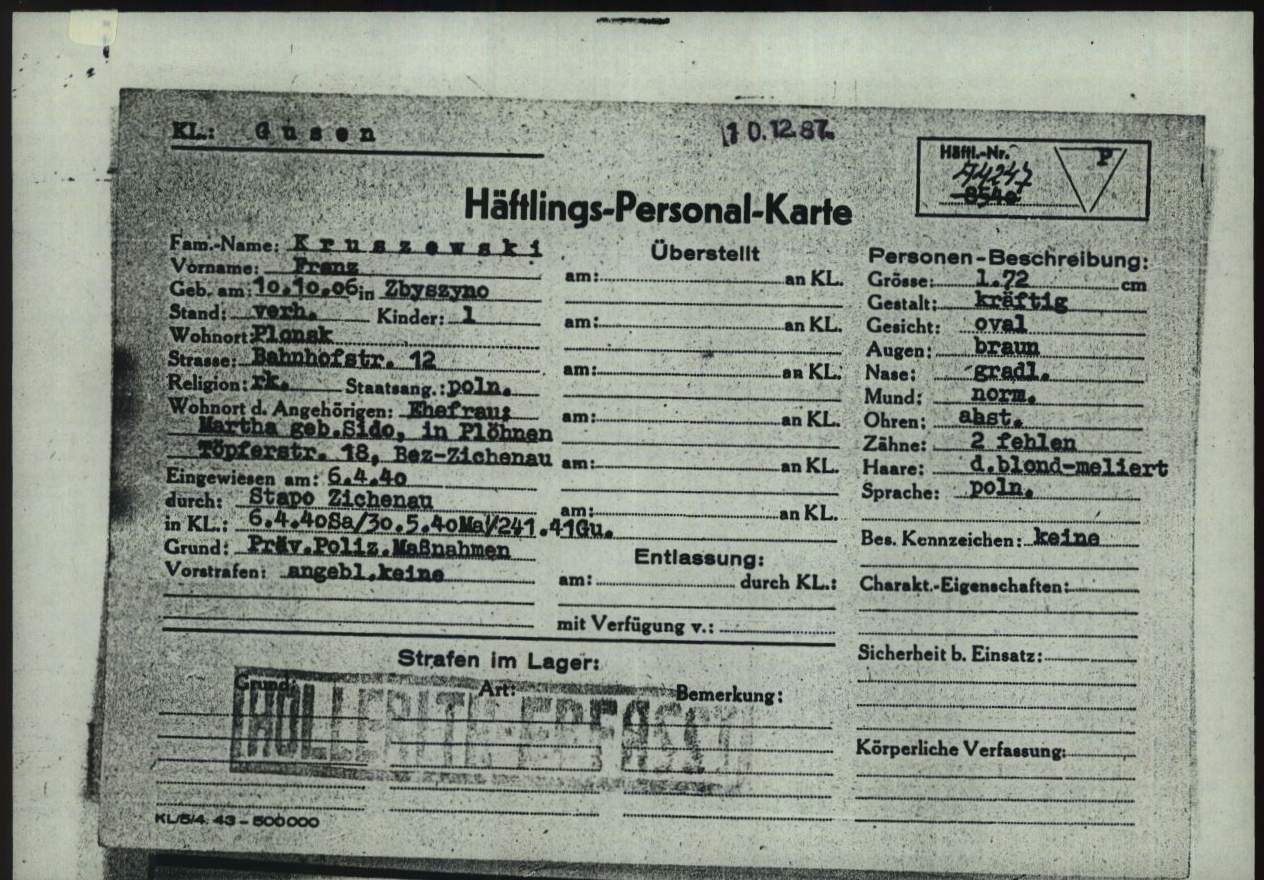 KL.: Gusen
10.12.87.
Häftl.-Nr.
P
Häftlings-Personal-Karte
Fam.-Name: Kruszewski
Vorname: Franz
Geb. am: 10.10.06 in Zbyszyno
Stand: verh. Kinder: 1
Wohnort: Plonsk
Strasse: Bahnhofstr. 12
Religion: rk. Staatsang.: poln.
Wohnort d. Angehörigen: Ehefrau:
Martha geb.Sido, in Plöhnen
Töpferstr. 18, Bez-Zichenau
Eingewiesen am: 6.4.40
durch: Stapo Zichenau
in KL.: 6.4.40Sa/30.5.40Ma/241.41Gu.
Grund: Präv.Poliz.Maßnahmen
Vorstrafen: angebl.keine
Überstellt
am: an KL.
am: an KL.
am: an KL.
am: an KL.
am: an KL.
am: an KL.
Entlassung:
am: durch KL.:
mit Verfügung v.:
Personen-Beschreibung:
Grösse: 1.72 cm
Gestalt: kräftig
Gesicht: oval
Augen: braun
Nase: gradl.
Mund: norm.
Ohren: abst.
Zähne: 2 fehlen
Haare: d.blond-meliert
Sprache: poln.
Bes. Kennzeichen: keine
Charakt.-Eigenschaften:
Sicherheit b. Einsatz:
Körperliche Verfassung:
Strafen im Lager:
Grund: Art: Bemerkung:
HOLLERITH ERFASST
KL/5/4. 43 - 500000